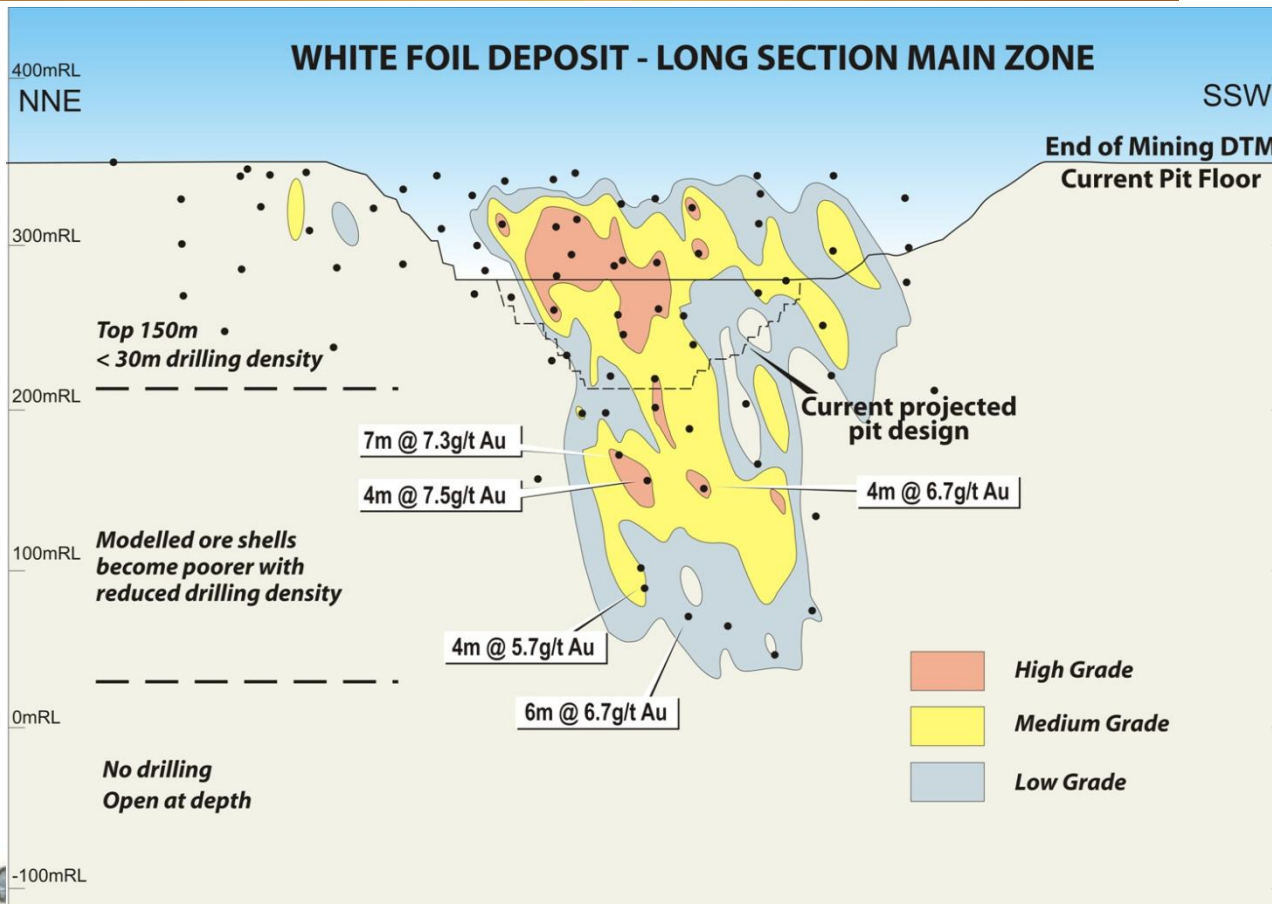 WHITE FOIL DEPOSIT - LONG SECTION MAIN ZONE
400mRL
NNE
SSW
End of Mining DTM
Current Pit Floor
300mRL
Top 150m
< 30m drilling density
200mRL
Current projected
pit design
7m @ 7.3g/t Au
4m @ 7.5g/t Au
4m @ 6.7g/t Au
100mRL
Modelled ore shells
become poorer with
reduced drilling density
4m @ 5.7g/t Au
6m @ 6.7g/t Au
High Grade
Medium Grade
Low Grade
0mRL
No drilling
Open at depth
-100mRL